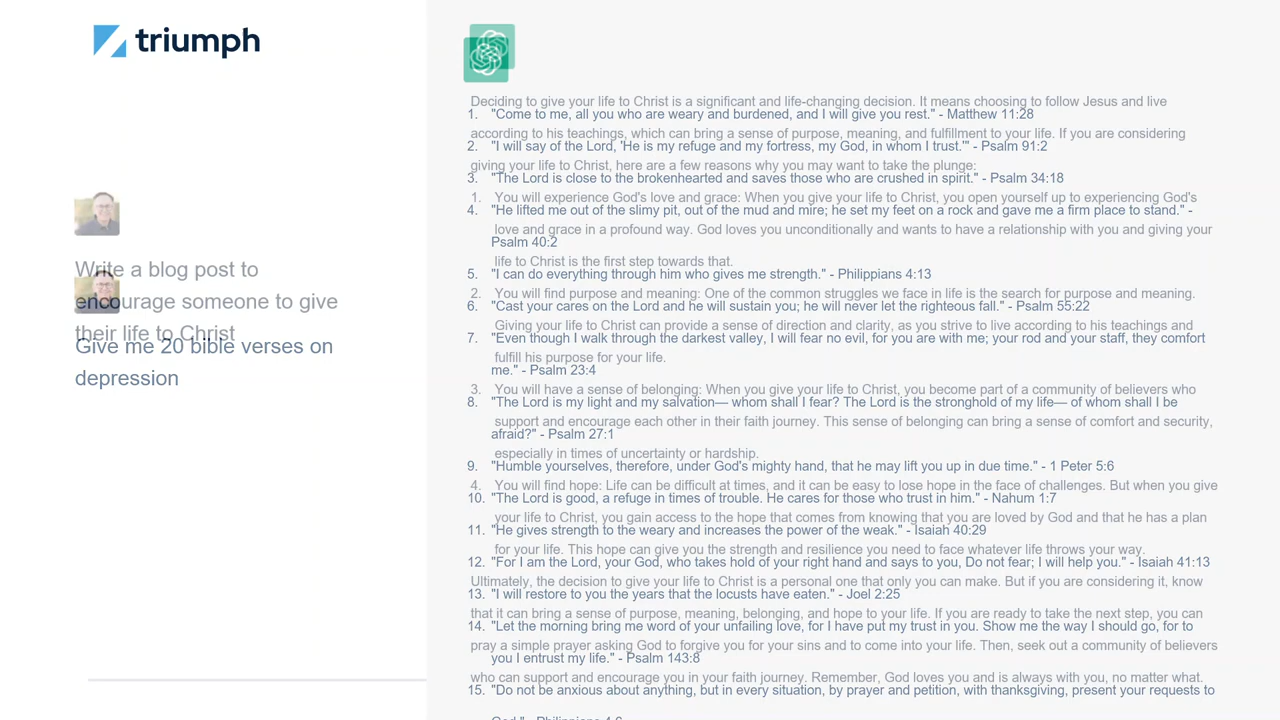 triumph
Write a blog post to
encourage someone to give
their life to Christ
Give me 20 bible verses on
depression
Deciding to give your life to Christ is a significant and life-changing decision. It means choosing to follow Jesus and live
1. "Come to me, all you who are weary and burdened, and I will give you rest." - Matthew 11:28
according to his teachings, which can bring a sense of purpose, meaning, and fulfillment to your life. If you are considering
2. "I will say of the Lord, 'He is my refuge and my fortress, my God, in whom I trust.'" - Psalm 91:2
giving your life to Christ, here are a few reasons why you may want to take the plunge:
3. "The Lord is close to the brokenhearted and saves those who are crushed in spirit." - Psalm 34:18
1. You will experience God's love and grace: When you give your life to Christ, you open yourself up to experiencing God's
4. "He lifted me out of the slimy pit, out of the mud and mire; he set my feet on a rock and gave me a firm place to stand." -
love and grace in a profound way. God loves you unconditionally and wants to have a relationship with you and giving your
Psalm 40:2
life to Christ is the first step towards that.
5. "I can do everything through him who gives me strength." - Philippians 4:13
2. You will find purpose and meaning: One of the common struggles we face in life is the search for purpose and meaning.
6. "Cast your cares on the Lord and he will sustain you; he will never let the righteous fall." - Psalm 55:22
Giving your life to Christ can provide a sense of direction and clarity, as you strive to live according to his teachings and
7. "Even though I walk through the darkest valley, I will fear no evil, for you are with me; your rod and your staff, they comfort
fulfill his purpose for your life.
me." - Psalm 23:4
3. You will have a sense of belonging: When you give your life to Christ, you become part of a community of believers who
8. "The Lord is my light and my salvation— whom shall I fear? The Lord is the stronghold of my life— of whom shall I be
support and encourage each other in their faith journey. This sense of belonging can bring a sense of comfort and security,
afraid?" - Psalm 27:1
especially in times of uncertainty or hardship.
9. "Humble yourselves, therefore, under God's mighty hand, that he may lift you up in due time." - 1 Peter 5:6
4. You will find hope: Life can be difficult at times, and it can be easy to lose hope in the face of challenges. But when you give
10. "The Lord is good, a refuge in times of trouble. He cares for those who trust in him." - Nahum 1:7
your life to Christ, you gain access to the hope that comes from knowing that you are loved by God and that he has a plan
11. "He gives strength to the weary and increases the power of the weak." - Isaiah 40:29
for your life. This hope can give you the strength and resilience you need to face whatever life throws your way.
12. "For I am the Lord, your God, who takes hold of your right hand and says to you, Do not fear; I will help you." - Isaiah 41:13
Ultimately, the decision to give your life to Christ is a personal one that only you can make. But if you are considering it, know
13. "I will restore to you the years that the locusts have eaten." - Joel 2:25
that it can bring a sense of purpose, meaning, belonging, and hope to your life. If you are ready to take the next step, you can
14. "Let the morning bring me word of your unfailing love, for I have put my trust in you. Show me the way I should go, for to
pray a simple prayer asking God to forgive you for your sins and to come into your life. Then, seek out a community of believers
you I entrust my life." - Psalm 143:8
who can support and encourage you in your faith journey. Remember, God loves you and is always with you, no matter what.
15. "Do not be anxious about anything, but in every situation, by prayer and petition, with thanksgiving, present your requests to